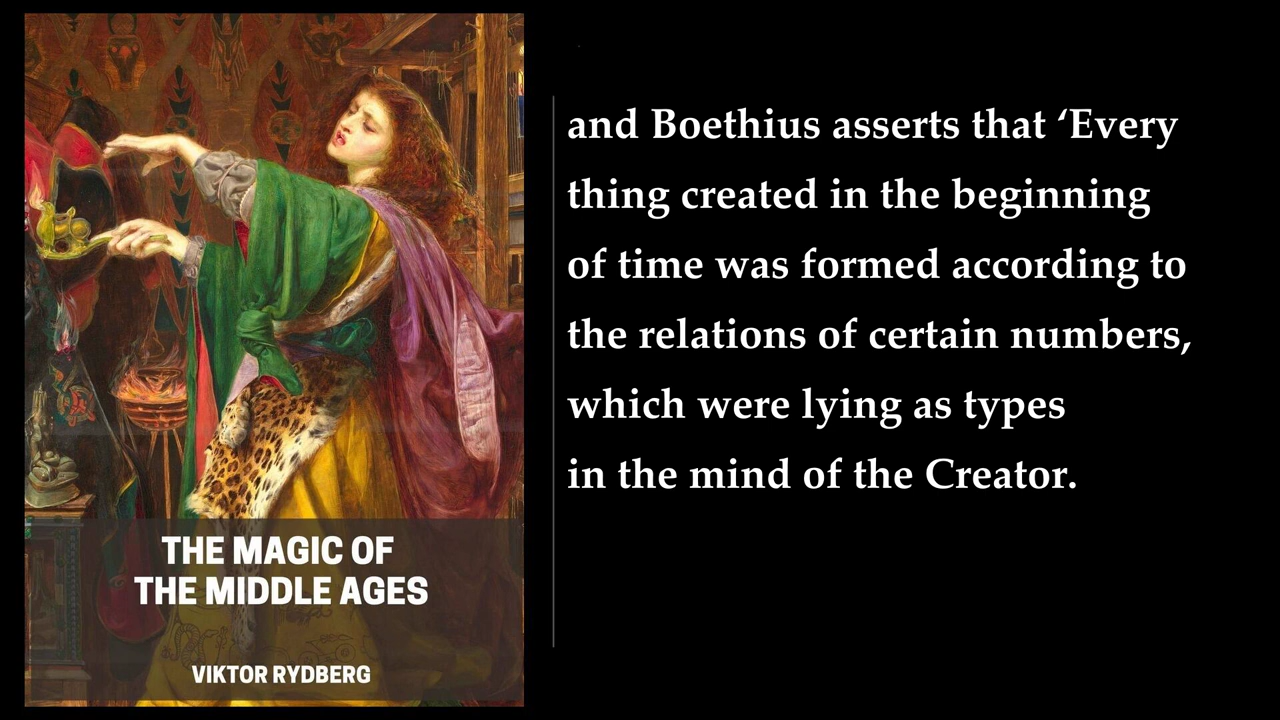 and Boethius asserts that ‘Every
thing created in the beginning
of time was formed according to
the relations of certain numbers,
which were lying as types
in the mind of the Creator.
THE MAGIC OF
THE MIDDLE AGES
VIKTOR RYDBERG